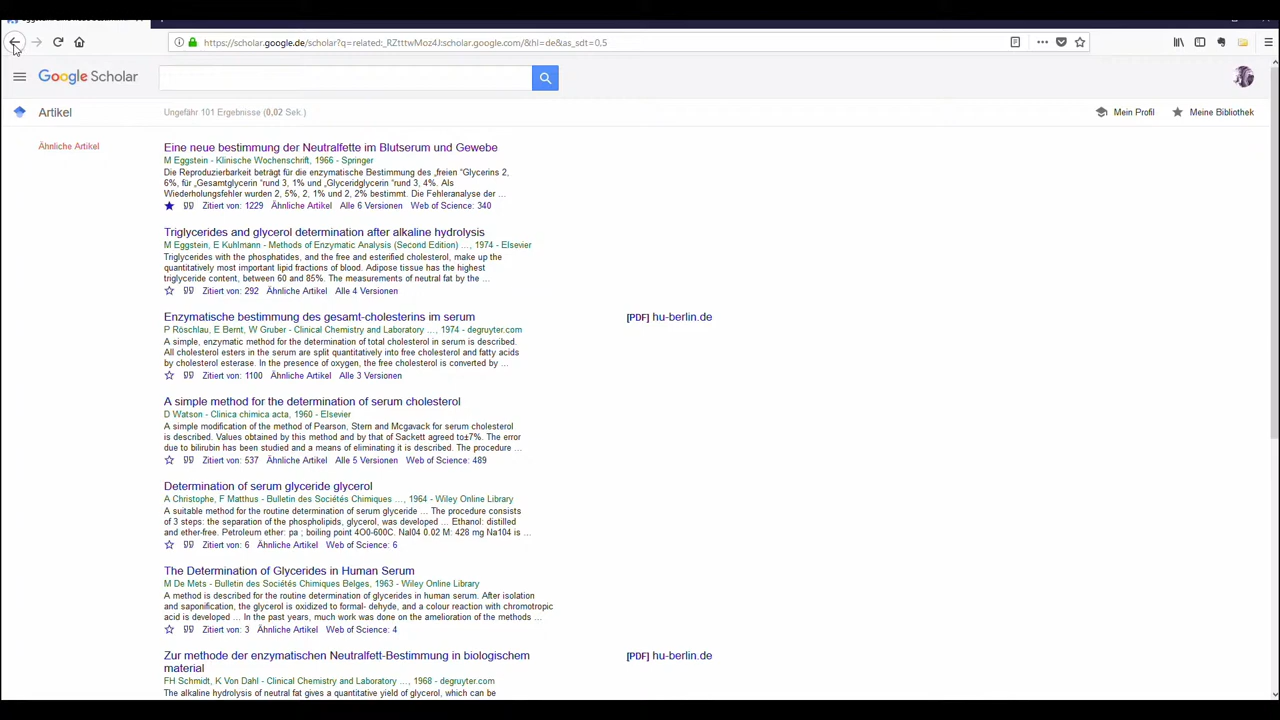 https://scholar.google.de/scholar?q=related:_RZtttwMoz4J:scholar.google.com/&hl=de&as_sdt=0,5
Google Scholar
Artikel
Ungefähr 101 Ergebnisse (0,02 Sek.)
Mein Profil
Meine Bibliothek
Ähnliche Artikel
Eine neue bestimmung der Neutralfette im Blutserum und Gewebe
M Eggstein - Klinische Wochenschrift, 1966 - Springer
Die Reproduzierbarkeit beträgt für die enzymatische Bestimmung des „freien “Glycerins 2,
6%, für „Gesamtglycerin “rund 3, 1% und „Glyceridglycerin “rund 3, 4%. Als
Wiederholungsfehler wurden 2, 5%, 2, 1% und 2, 2% bestimmt. Die Fehleranalyse der ...
Zitiert von: 1229 Ähnliche Artikel Alle 6 Versionen Web of Science: 340
Triglycerides and glycerol determination after alkaline hydrolysis
M Eggstein, E Kuhlmann - Methods of Enzymatic Analysis (Second Edition) ..., 1974 - Elsevier
Triglycerides with the phosphatides, and the free and esterified cholesterol, make up the
quantitatively most important lipid fractions of blood. Adipose tissue has the highest
triglyceride content, between 60 and 85%. The measurements of neutral fat by the ...
Zitiert von: 292 Ähnliche Artikel Alle 4 Versionen
Enzymatische bestimmung des gesamt-cholesterins im serum
[PDF] hu-berlin.de
P Röschlau, E Bernt, W Gruber - Clinical Chemistry and Laboratory ..., 1974 - degruyter.com
A simple, enzymatic method for the determination of total cholesterol in serum is described.
All cholesterol esters in the serum are split quantitatively into free cholesterol and fatty acids
by cholesterol esterase. In the presence of oxygen, the free cholesterol is converted by ...
Zitiert von: 1100 Ähnliche Artikel Alle 3 Versionen
A simple method for the determination of serum cholesterol
D Watson - Clinica chimica acta, 1960 - Elsevier
A simple modification of the method of Pearson, Stern and Mcgavack for serum cholesterol
is described. Values obtained by this method and by that of Sackett agreed to±7%. The error
due to bilirubin has been studied and a means of eliminating it is described. The procedure ...
Zitiert von: 537 Ähnliche Artikel Alle 5 Versionen Web of Science: 489
Determination of serum glyceride glycerol
A Christophe, F Matthus - Bulletin des Sociétés Chimiques ..., 1964 - Wiley Online Library
A suitable method for the routine determination of serum glyceride ... The procedure consists
of 3 steps: the separation of the phospholipids, glycerol, was developed ... Ethanol: distilled
and ether-free. Petroleum ether: pa ; boiling point 4O0-600C. NaI04 0.02 M: 428 mg Na104 is ...
Zitiert von: 6 Ähnliche Artikel Web of Science: 6
The Determination of Glycerides in Human Serum
M De Mets - Bulletin des Sociétés Chimiques Belges, 1963 - Wiley Online Library
A method is described for the routine determination of glycerides in human serum. After isolation
and saponification, the glycerol is oxidized to formal- dehyde, and a colour reaction with chromotropic
acid is developed ... In the past years, much work was done on the amelioration of the methods ...
Zitiert von: 3 Ähnliche Artikel Web of Science: 4
Zur methode der enzymatischen Neutralfett-Bestimmung in biologischem
material
[PDF] hu-berlin.de
FH Schmidt, K Von Dahl - Clinical Chemistry and Laboratory ..., 1968 - degruyter.com
The alkaline hydrolysis of neutral fat gives a quantitative yield of glycerol, which can be